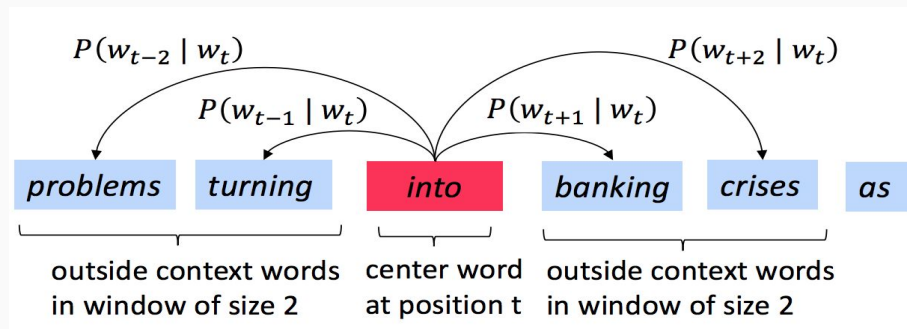 P(w_{t−2} | w_t) P(w_{t+2} | w_t)
P(w_{t−1} | w_t) P(w_{t+1} | w_t)
problems turning into banking crises as
outside context words center word outside context words
in window of size 2 at position t in window of size 2